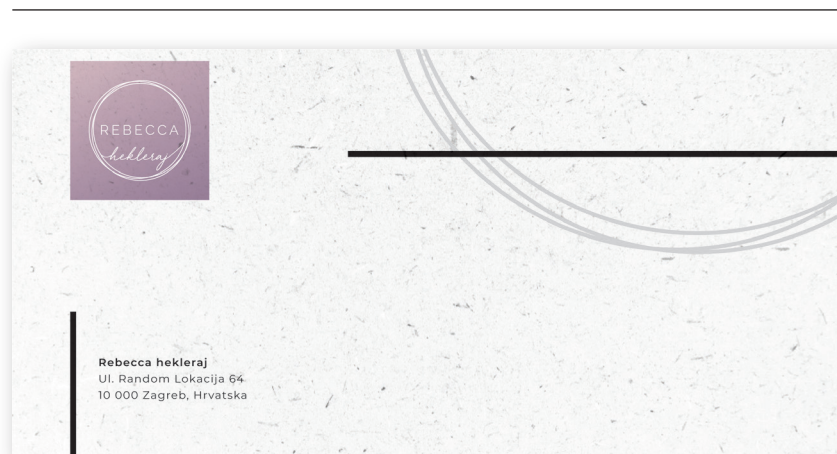 REBECCA
hekleraj
Rebecca hekleraj
Ul. Random Lokacija 64
10 000 Zagreb, Hrvatska